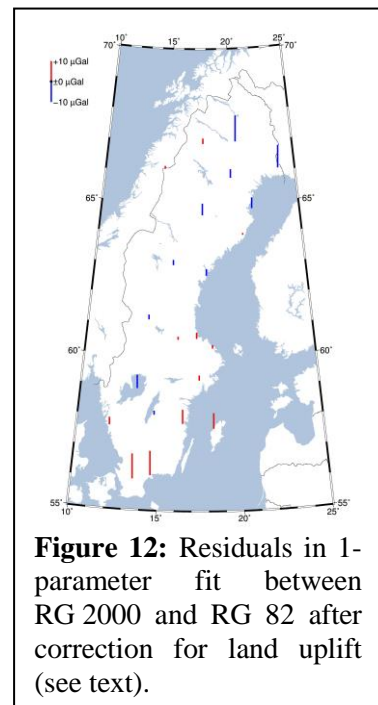 10° 15° 20° 25°
70° 70°
+10 µGal
±0 µGal
−10 µGal
65° 65°
60° 60°
55° 55°
10° 15° 20° 25°
Figure 12: Residuals in 1-
parameter fit between
RG 2000 and RG 82 after
correction for land uplift
(see text).